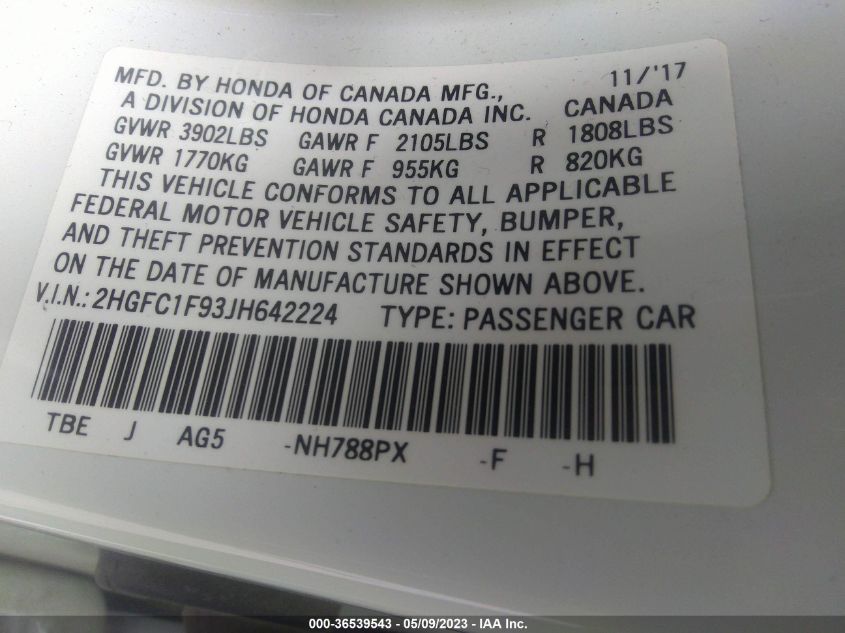 MFD. BY HONDA OF CANADA MFG., 11/'17
A DIVISION OF HONDA CANADA INC. CANADA
GVWR 3902LBS GAWR F 2105LBS R 1808LBS
GVWR 1770KG GAWR F 955KG R 820KG
THIS VEHICLE CONFORMS TO ALL APPLICABLE
FEDERAL MOTOR VEHICLE SAFETY, BUMPER,
AND THEFT PREVENTION STANDARDS IN EFFECT
ON THE DATE OF MANUFACTURE SHOWN ABOVE.
V.I.N.: 2HGFC1F93JH642224 TYPE: PASSENGER CAR
TBE J AG5 -NH788PX -F -H
000-36539543 - 05/09/2023 - IAA Inc.